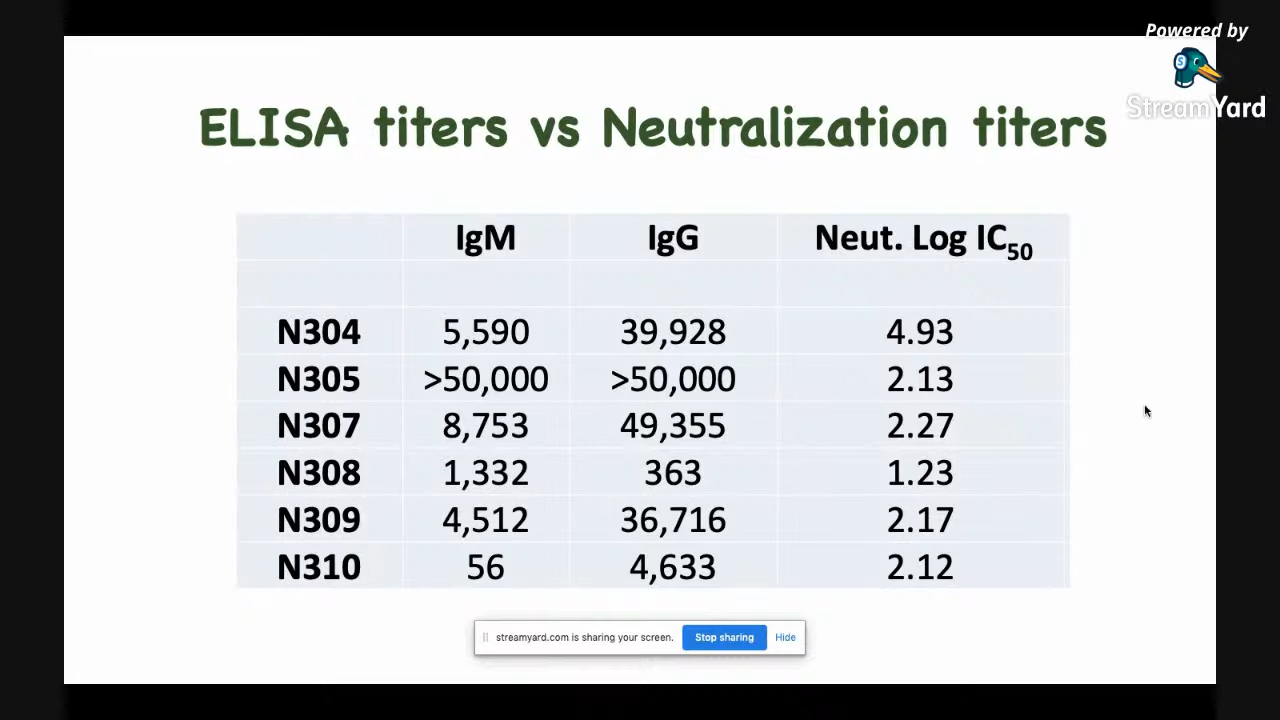 Powered by
StreamYard
ELISA titers vs Neutralization titers
IgM IgG Neut. Log IC50
N304 5,590 39,928 4.93
N305 >50,000 >50,000 2.13
N307 8,753 49,355 2.27
N308 1,332 363 1.23
N309 4,512 36,716 2.17
N310 56 4,633 2.12
streamyard.com is sharing your screen. Stop sharing Hide